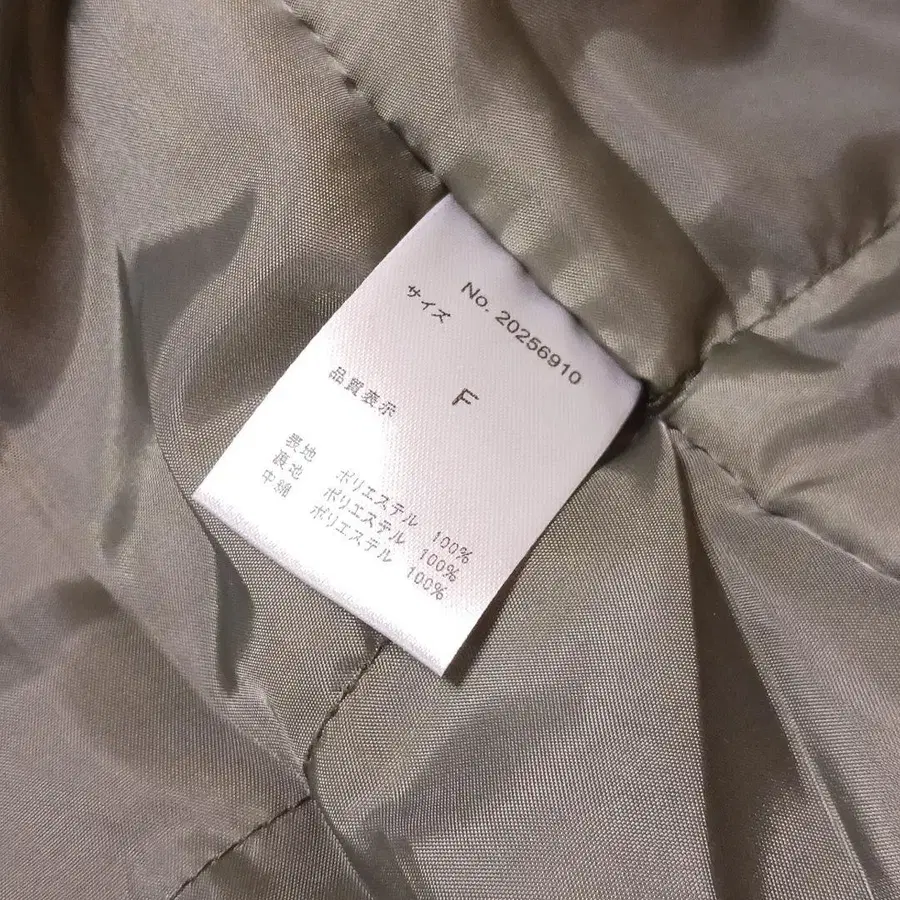 No. 20256910
サイズ
F
品質表示
表地 ポリエステル 100%
裏地 ポリエステル 100%
中綿 ポリエステル 100%